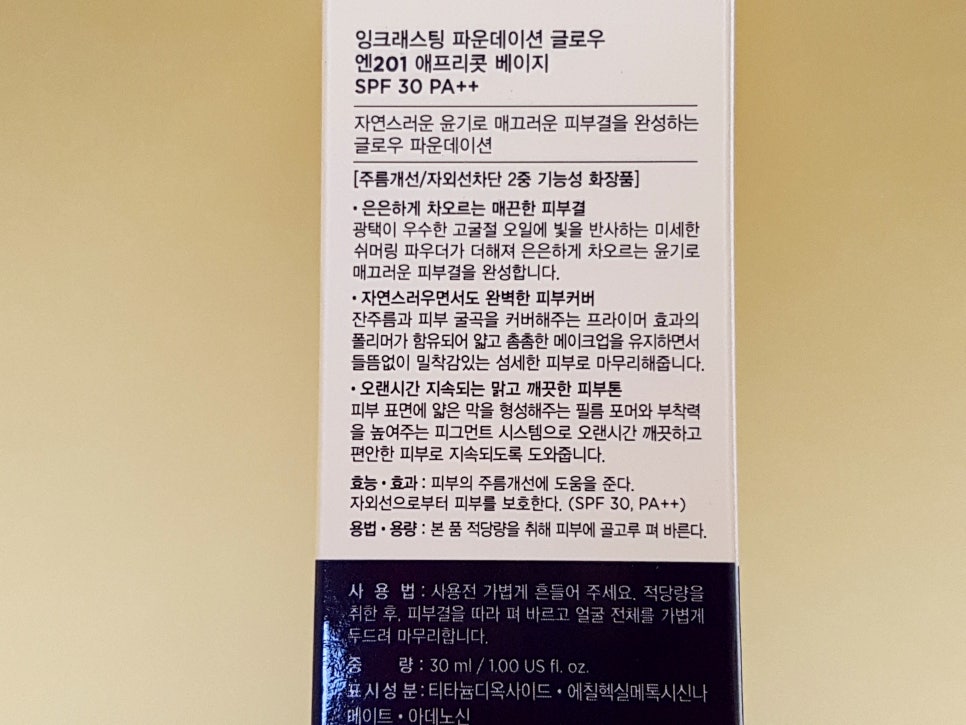 잉크래스팅 파운데이션 글로우
엔201 애프리콧 베이지
SPF 30 PA++
자연스러운 윤기로 매끄러운 피부결을 완성하는
글로우 파운데이션
[주름개선/자외선차단 2중 기능성 화장품]
• 은은하게 차오르는 매끈한 피부결
광택이 우수한 고굴절 오일에 빛을 반사하는 미세한
쉬머링 파우더가 더해져 은은하게 차오르는 윤기로
매끄러운 피부결을 완성합니다.
• 자연스러우면서도 완벽한 피부커버
잔주름과 피부 굴곡을 커버해주는 프라이머 효과의
폴리머가 함유되어 얇고 촘촘한 메이크업을 유지하면서
들뜸없이 밀착감있는 섬세한 피부로 마무리해줍니다.
• 오랜시간 지속되는 맑고 깨끗한 피부톤
피부 표면에 얇은 막을 형성해주는 필름 포머와 부착력
을 높여주는 피그먼트 시스템으로 오랜시간 깨끗하고
편안한 피부로 지속되도록 도와줍니다.
효능 • 효과 : 피부의 주름개선에 도움을 준다.
자외선으로부터 피부를 보호한다. (SPF 30, PA++)
용법 • 용량 : 본 품 적당량을 취해 피부에 골고루 펴 바른다.
사 용 법 : 사용전 가볍게 흔들어 주세요. 적당량을
취한 후, 피부결을 따라 펴 바르고 얼굴 전체를 가볍게
두드려 마무리합니다.
중 량 : 30 ml / 1.00 US fl. oz.
표시성분 : 티타늄디옥사이드 • 에칠헥실메톡시신나
메이트 • 아데노신